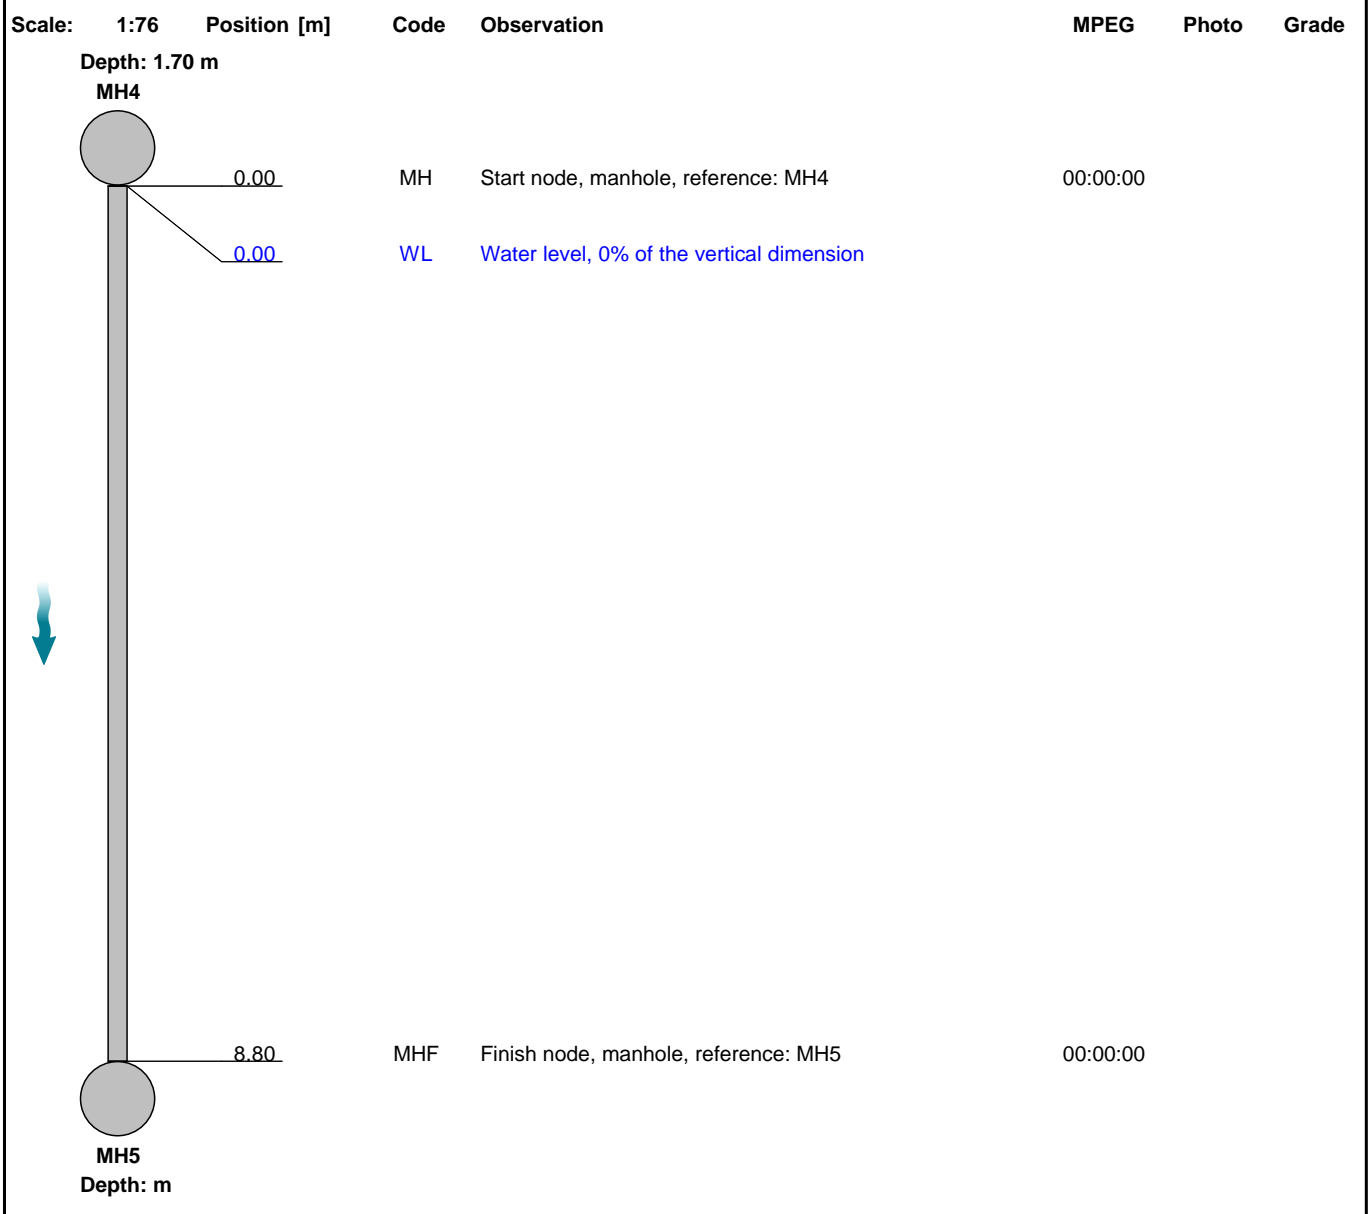 Scale: 1:76 Position [m] Code Observation MPEG Photo Grade
Depth: 1.70 m
MH4
0.00 MH Start node, manhole, reference: MH4 00:00:00
0.00 WL Water level, 0% of the vertical dimension
8.80 MHF Finish node, manhole, reference: MH5 00:00:00
MH5
Depth: m